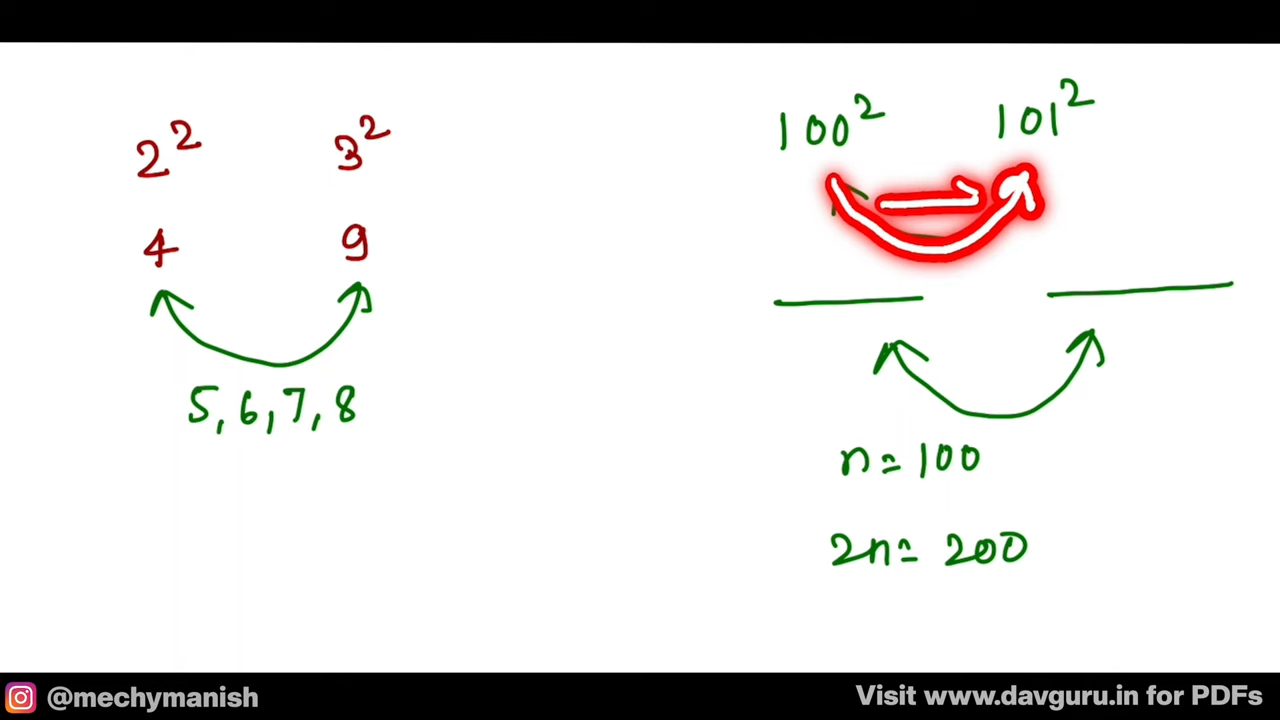 2² 3²
4 9
5, 6, 7, 8
100² 101²
n = 100
2n = 200
@mechymanish
Visit www.davguru.in for PDFs